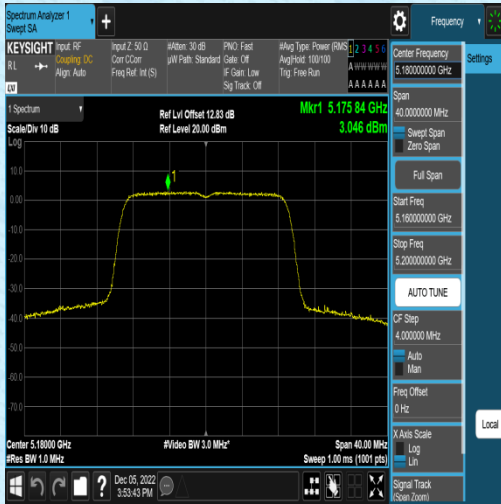 Spectrum Analyzer 1
Swept SA
Frequency
KEYSIGHT
Input: RF
Coupling: DC
Align: Auto
Input Z: 50 Ω
Corr CCorr
Freq Ref: Int (S)
#Atten: 30 dB
µW Path: Standard
PNO: Fast
Gate: Off
IF Gain: Low
Sig Track: Off
#Avg Type: Power (RMS
Avg|Hold: 100/100
Trig: Free Run
1 2 3 4 5 6
A W W W W W
A A A A A A
R L
LXI
1 Spectrum
Scale/Div 10 dB
Log
Ref Lvl Offset 12.83 dB
Ref Level 20.00 dBm
Mkr1 5.175 84 GHz
3.046 dBm
1
10.0
0.00
-10.0
-20.0
-30.0
-40.0
-50.0
-60.0
-70.0
Center 5.18000 GHz
#Res BW 1.0 MHz
#Video BW 3.0 MHz*
Span 40.00 MHz
Sweep 1.00 ms (1001 pts)
Center Frequency
5.180000000 GHz
Settings
Span
40.0000000 MHz
Swept Span
Zero Span
Full Span
Start Freq
5.160000000 GHz
Stop Freq
5.200000000 GHz
AUTO TUNE
CF Step
4.000000 MHz
Auto
Man
Freq Offset
0 Hz
X Axis Scale
Log
Lin
Local
Signal Track
(Span Zoom)
Dec 05, 2022
3:53:43 PM